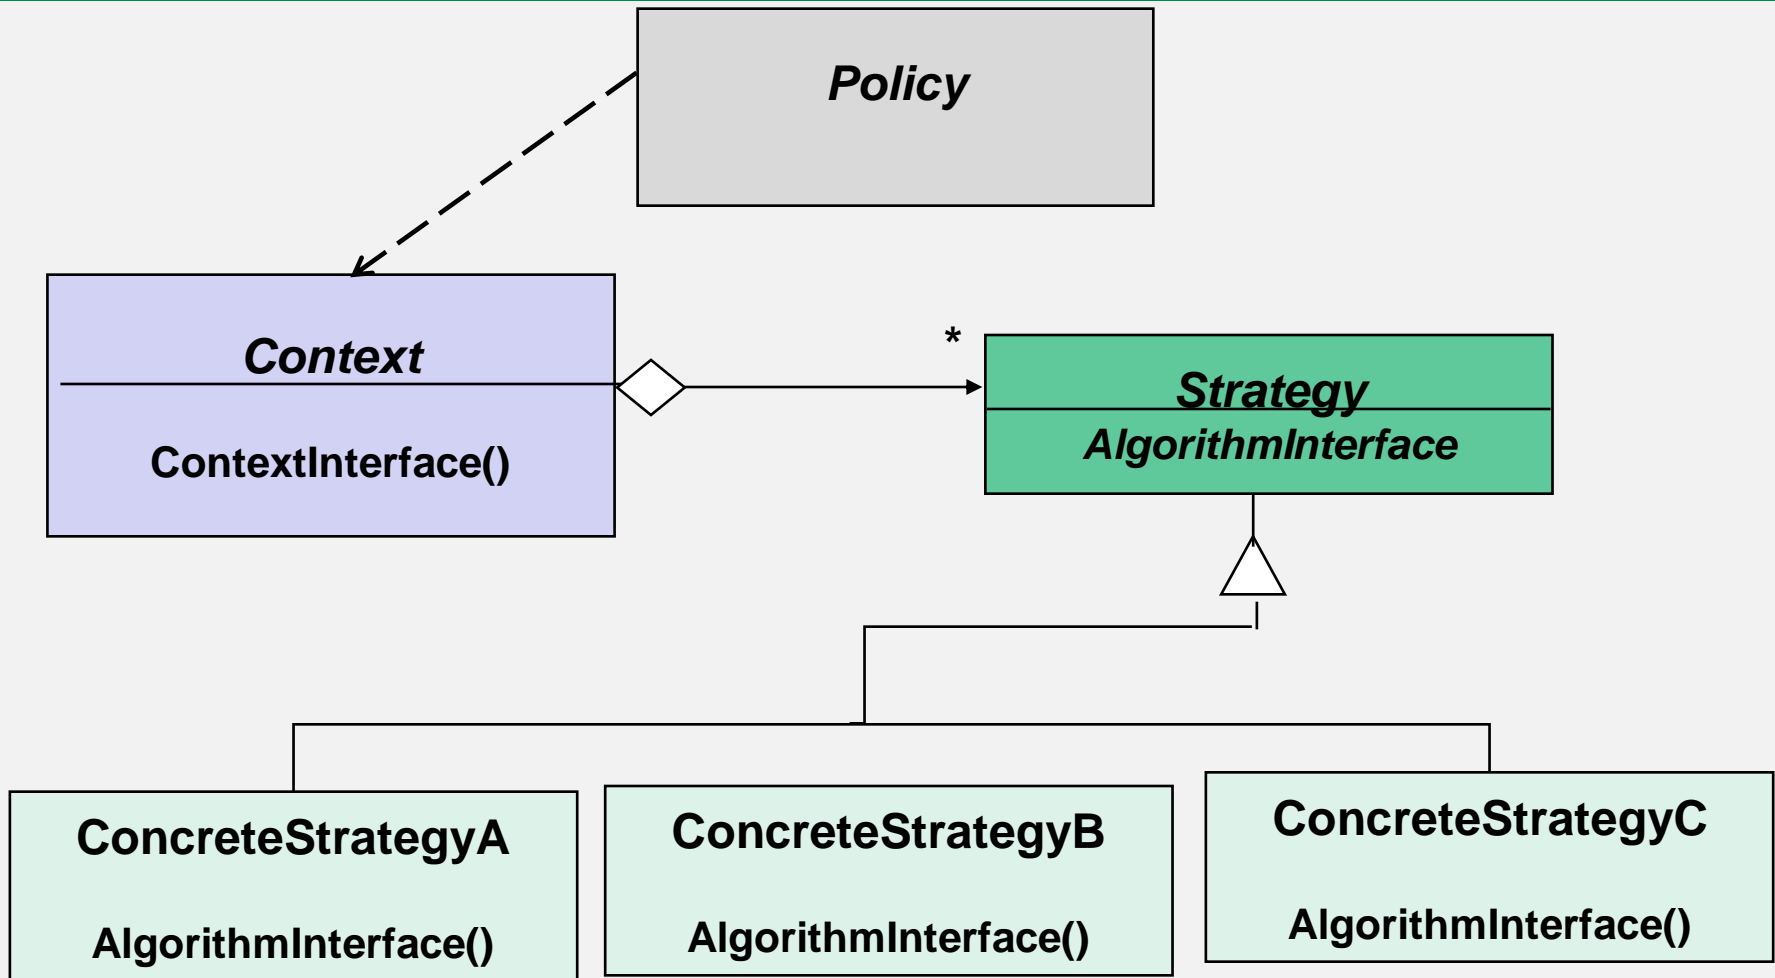 Policy
Context
ContextInterface()
*
Strategy
AlgorithmInterface
ConcreteStrategyA
AlgorithmInterface()
ConcreteStrategyB
AlgorithmInterface()
ConcreteStrategyC
AlgorithmInterface()